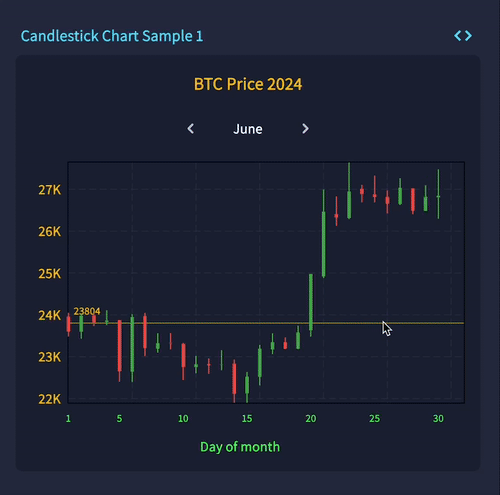 Candlestick Chart Sample 1
<>
BTC Price 2024
< June >
27K
26K
25K
24K
23804
23K
22K
1 5 10 15 20 25 30
Day of month